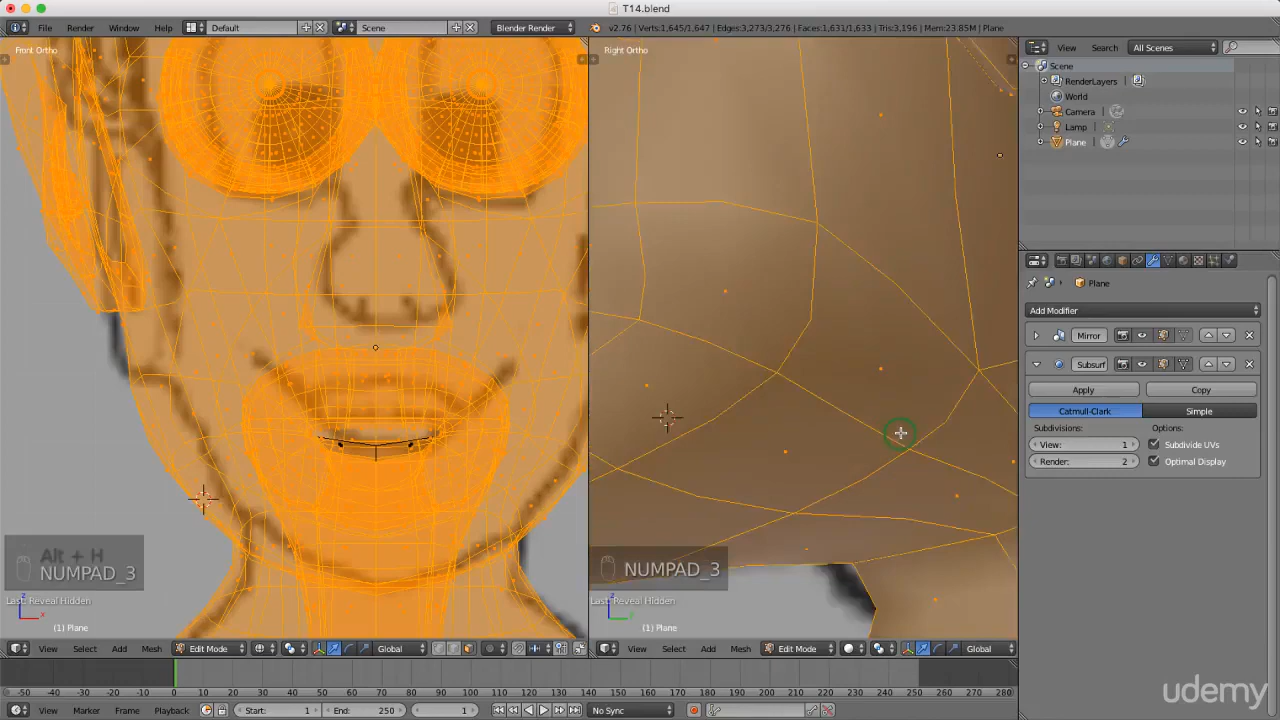 T14.blend
File Render Window Help Default Scene Blender Render v2.76 | Verts:1,645/1,647 | Edges:3,273/3,276 | Faces:1,631/1,633 | Tris:3,196 | Mem:23.85M | Plane
Front Ortho
Right Ortho
View Search All Scenes
Scene
RenderLayers
World
Camera
Lamp
Plane
Plane
Add Modifier
Mirror
Subsurf
Apply Copy
Catmull-Clark Simple
Subdivisions: Options:
View: 1 Subdivide UVs
Render: 2 Optimal Display
Alt + H
NUMPAD_3
NUMPAD_3
Last: Reveal Hidden
Last: Reveal Hidden
z x
z y
(1) Plane
(1) Plane
View Select Add Mesh Edit Mode Global
View Select Add Mesh Edit Mode Global
-50 -40 -30 -20 -10 0 10 20 30 40 50 60 70 80 90 100 110 120 130 140 150 160 170 180 190 200 210 220 230 240 250 260 270 280
View Marker Frame Playback Start: 1 End: 250 1 No Sync
udemy